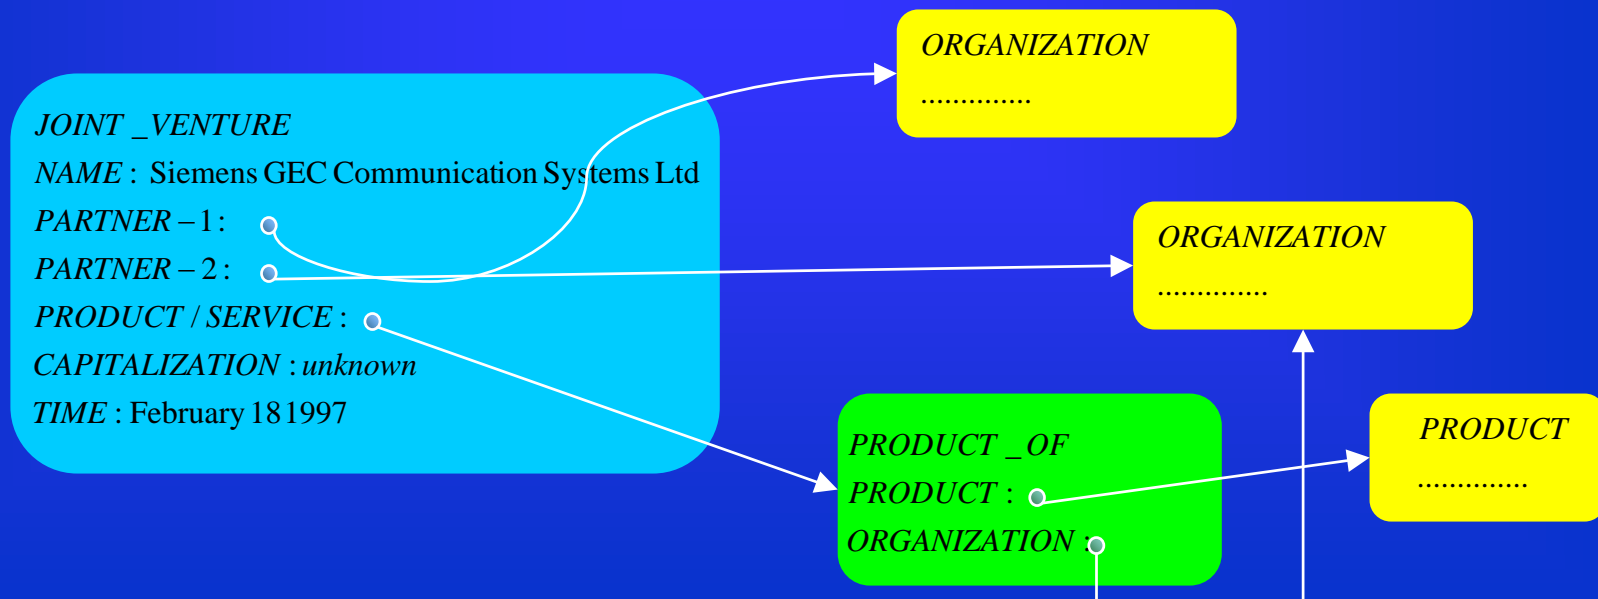 JOINT _VENTURE
NAME : Siemens GEC Communication Systems Ltd
PARTNER – 1 :
PARTNER – 2 :
PRODUCT / SERVICE :
CAPITALIZATION : unknown
TIME : February 18 1997
ORGANIZATION
..............
ORGANIZATION
..............
PRODUCT _OF
PRODUCT :
ORGANIZATION :
PRODUCT
..............